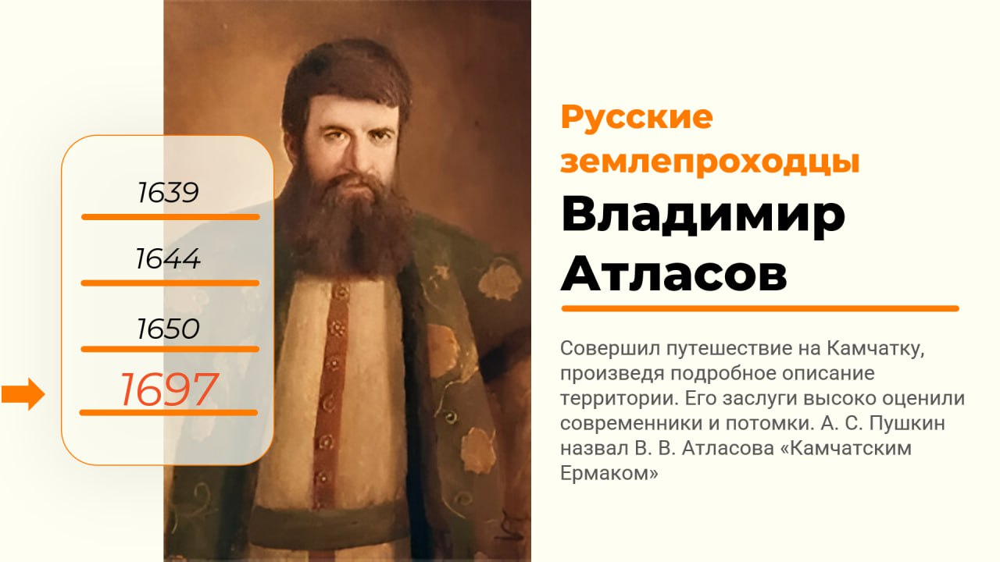 1639
1644
1650
1697
Русские
землепроходцы
Владимир
Атласов
Совершил путешествие на Камчатку,
произведя подробное описание
территории. Его заслуги высоко оценили
современники и потомки. А. С. Пушкин
назвал В. В. Атласова «Камчатским
Ермаком»